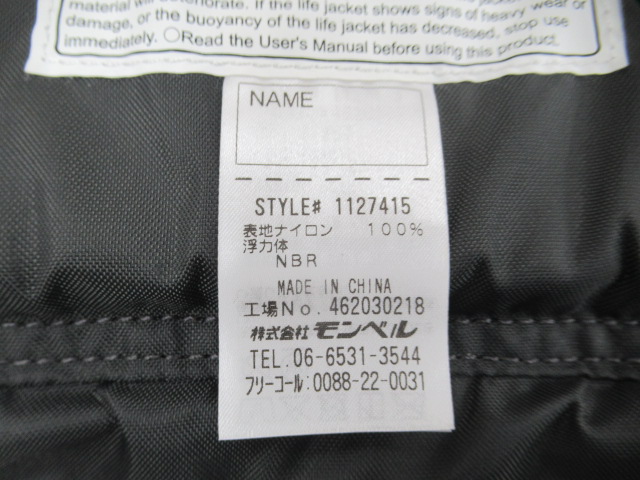 material will deteriorate. If the life jacket shows signs of heavy wear or
damage, or the buoyancy of the life jacket has decreased, stop use
immediately. ○Read the User's Manual before using this product.
NAME
STYLE# 1127415
表地ナイロン 100%
浮力体
NBR
MADE IN CHINA
工場No. 462030218
株式会社 モンベル
TEL. 06-6531-3544
フリーコール:0088-22-0031